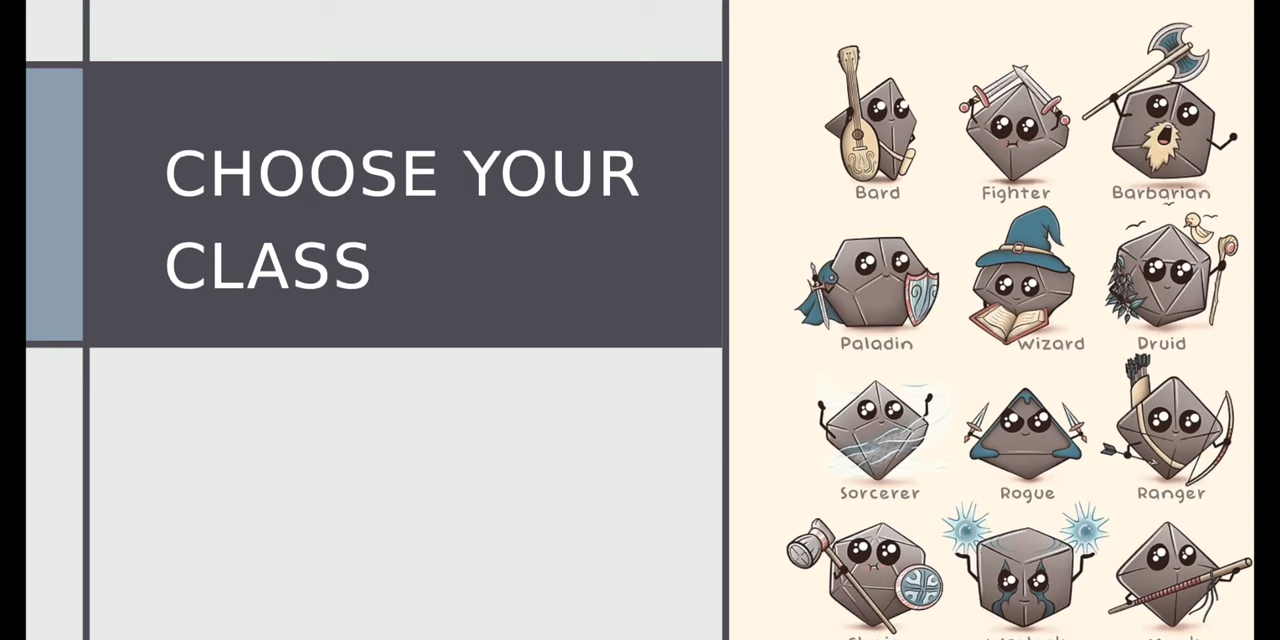 CHOOSE YOUR
CLASS
Bard Fighter Barbarian
Paladin Wizard Druid
Sorcerer Rogue Ranger